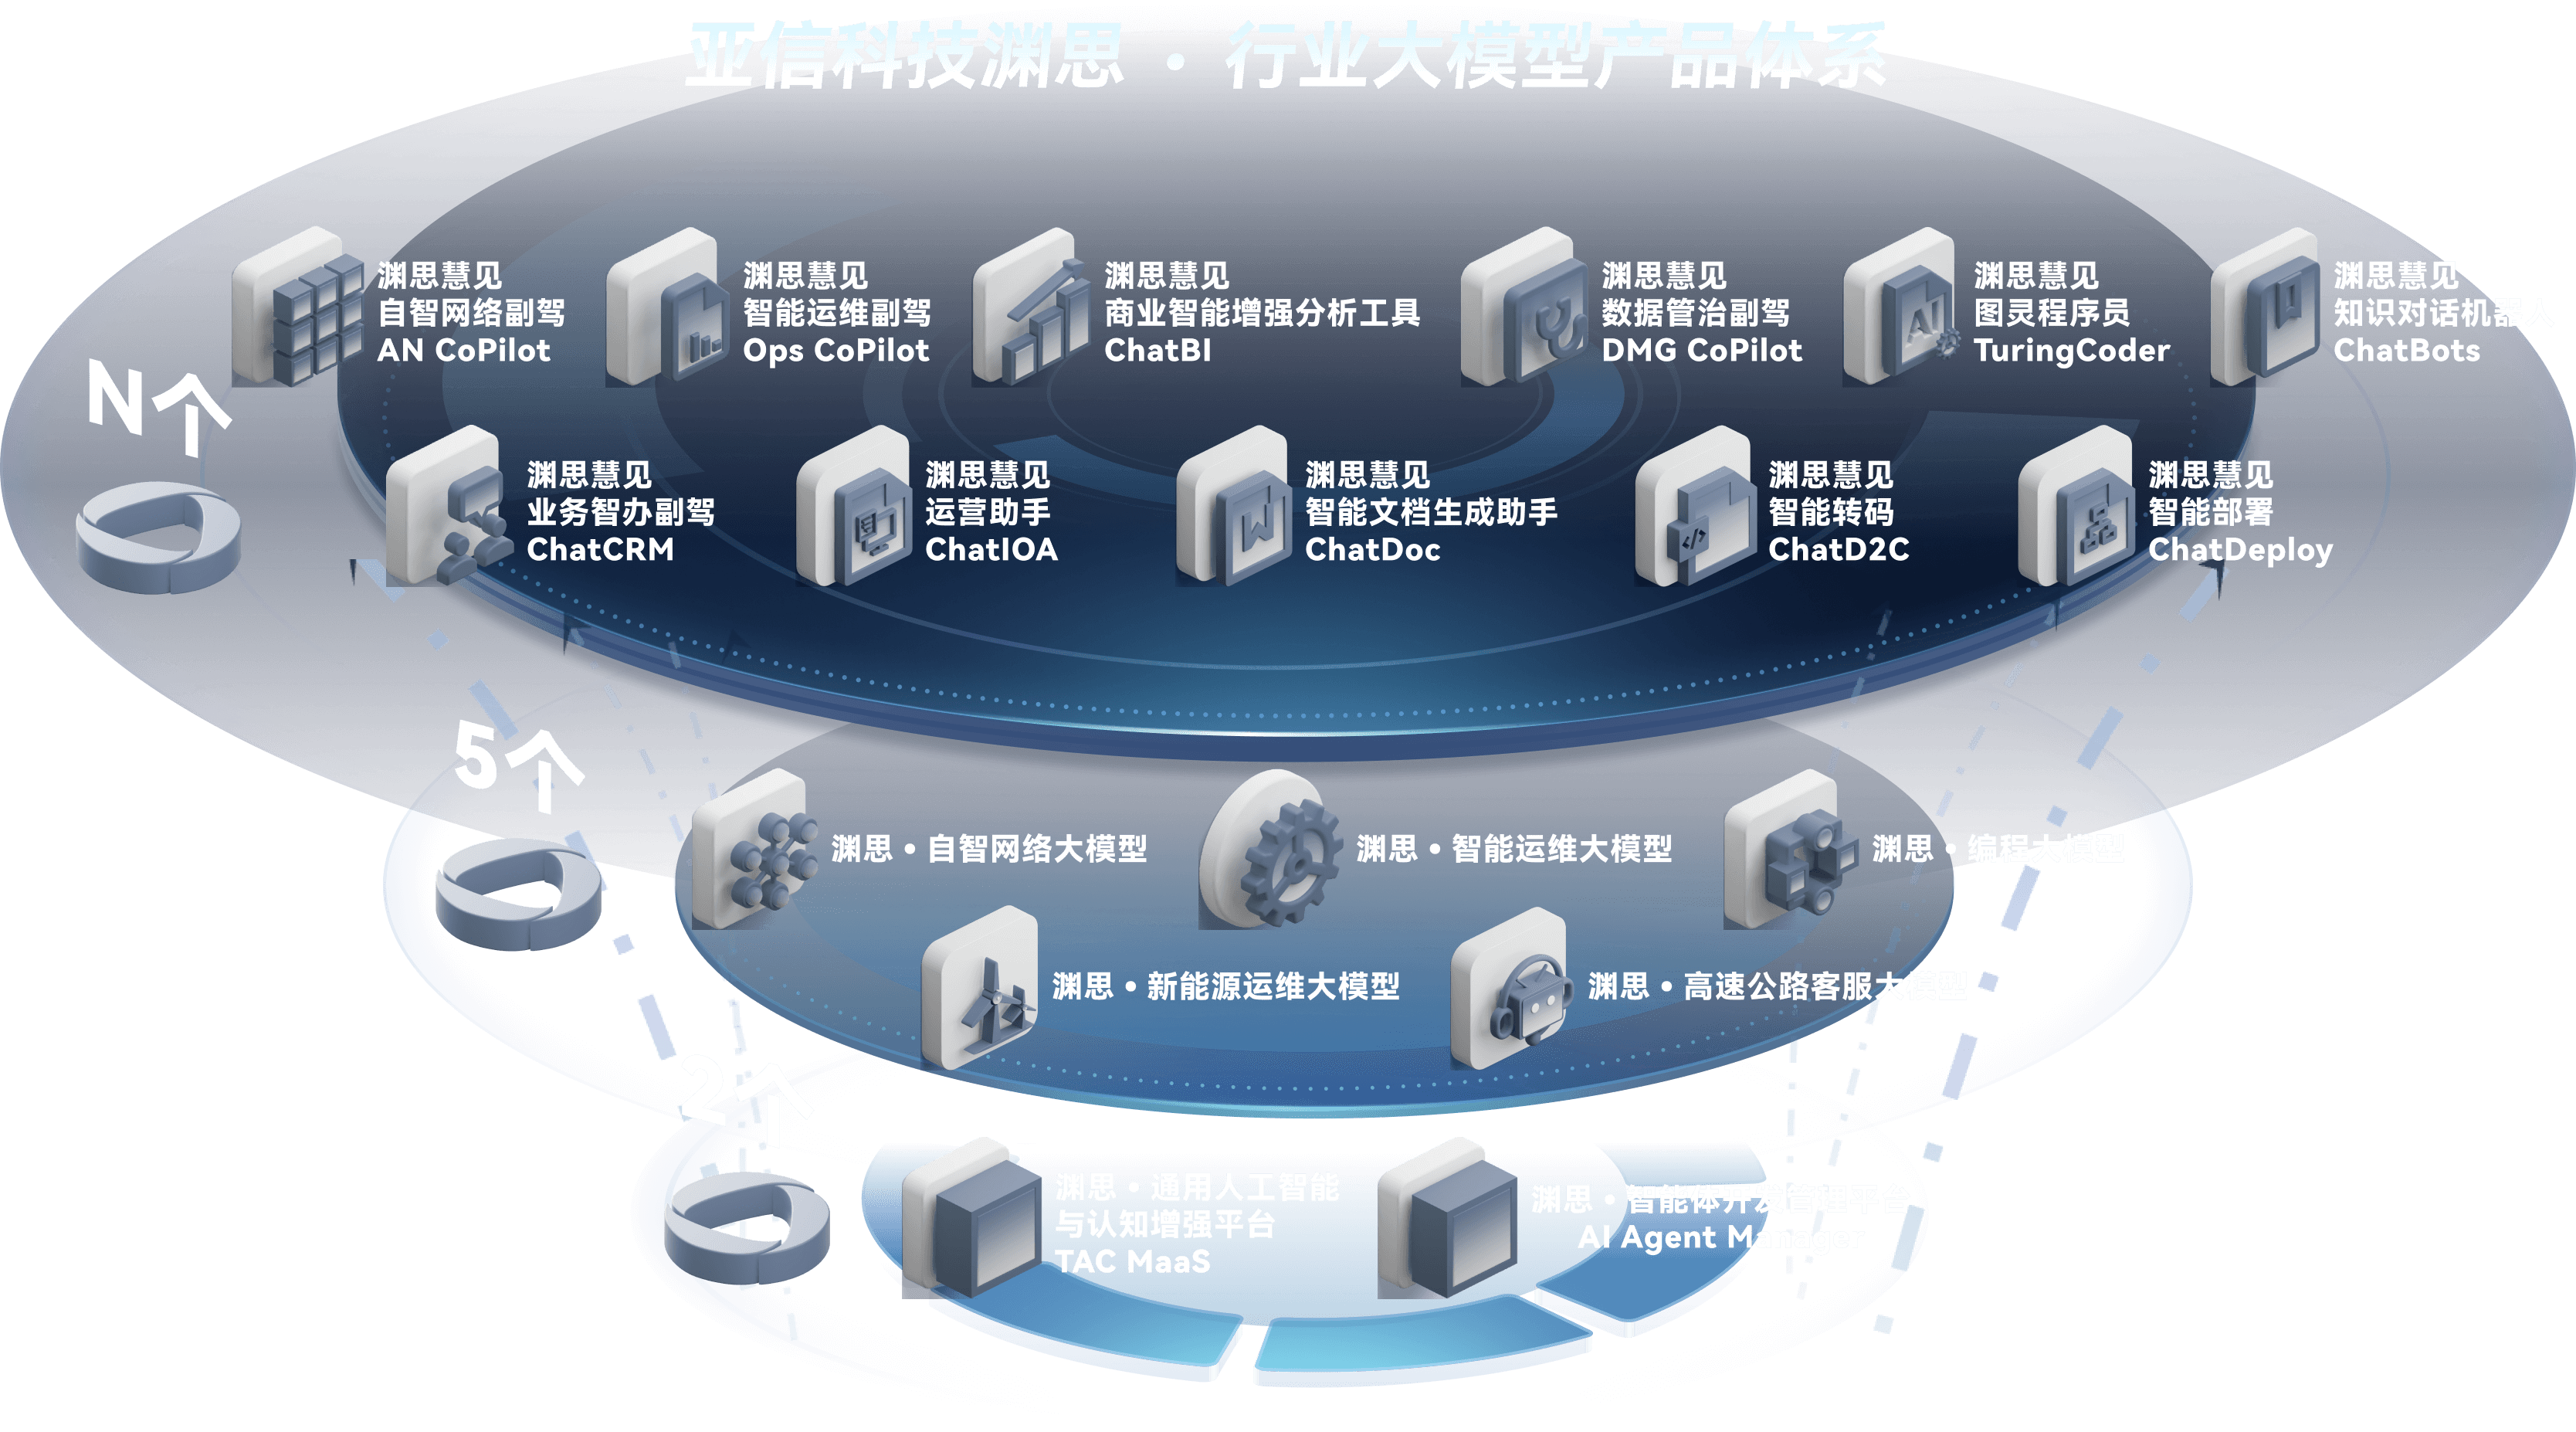 亚信科技渊思 · 行业大模型产品体系
N个
渊思慧见
自智网络副驾
AN CoPilot
渊思慧见
智能运维副驾
Ops CoPilot
渊思慧见
商业智能增强分析工具
ChatBI
渊思慧见
数据管治副驾
DMG CoPilot
渊思慧见
图灵程序员
TuringCoder
渊思慧见
知识对话机器人
ChatBots
渊思慧见
业务智办副驾
ChatCRM
渊思慧见
运营助手
ChatIOA
渊思慧见
智能文档生成助手
ChatDoc
渊思慧见
智能转码
ChatD2C
渊思慧见
智能部署
ChatDeploy
5个
渊思 · 自智网络大模型
渊思 · 智能运维大模型
渊思 · 编程大模型
渊思 · 新能源运维大模型
渊思 · 高速公路客服大模型
2个
渊思 · 通用人工智能
与认知增强平台
TAC MaaS
渊思 · 智能体开发管理平台
AI Agent Manager